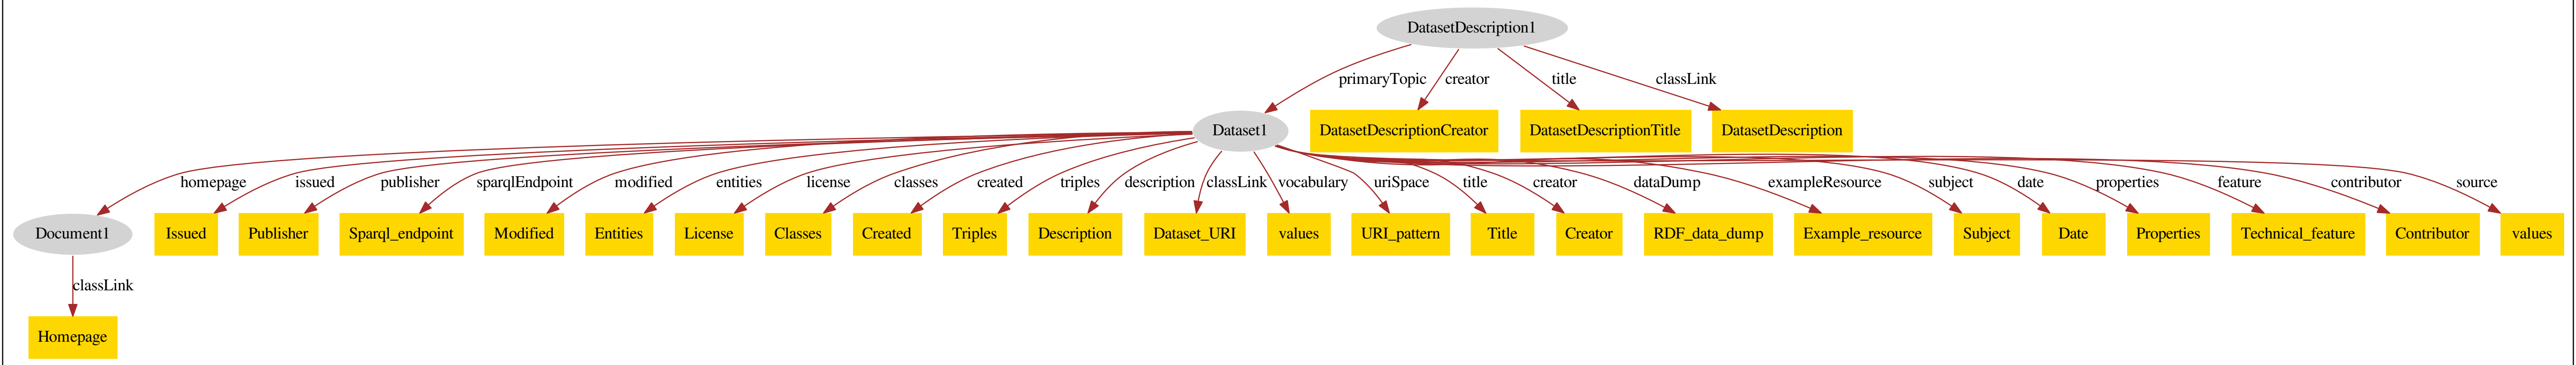 DatasetDescription1
primaryTopic creator title classLink
Dataset1 DatasetDescriptionCreator DatasetDescriptionTitle DatasetDescription
homepage issued publisher sparqlEndpoint modified entities license classes created triples description classLink vocabulary uriSpace title creator dataDump exampleResource subject date properties feature contributor source
Document1 Issued Publisher Sparql_endpoint Modified Entities License Classes Created Triples Description Dataset_URI values URI_pattern Title Creator RDF_data_dump Example_resource Subject Date Properties Technical_feature Contributor values
classLink
Homepage